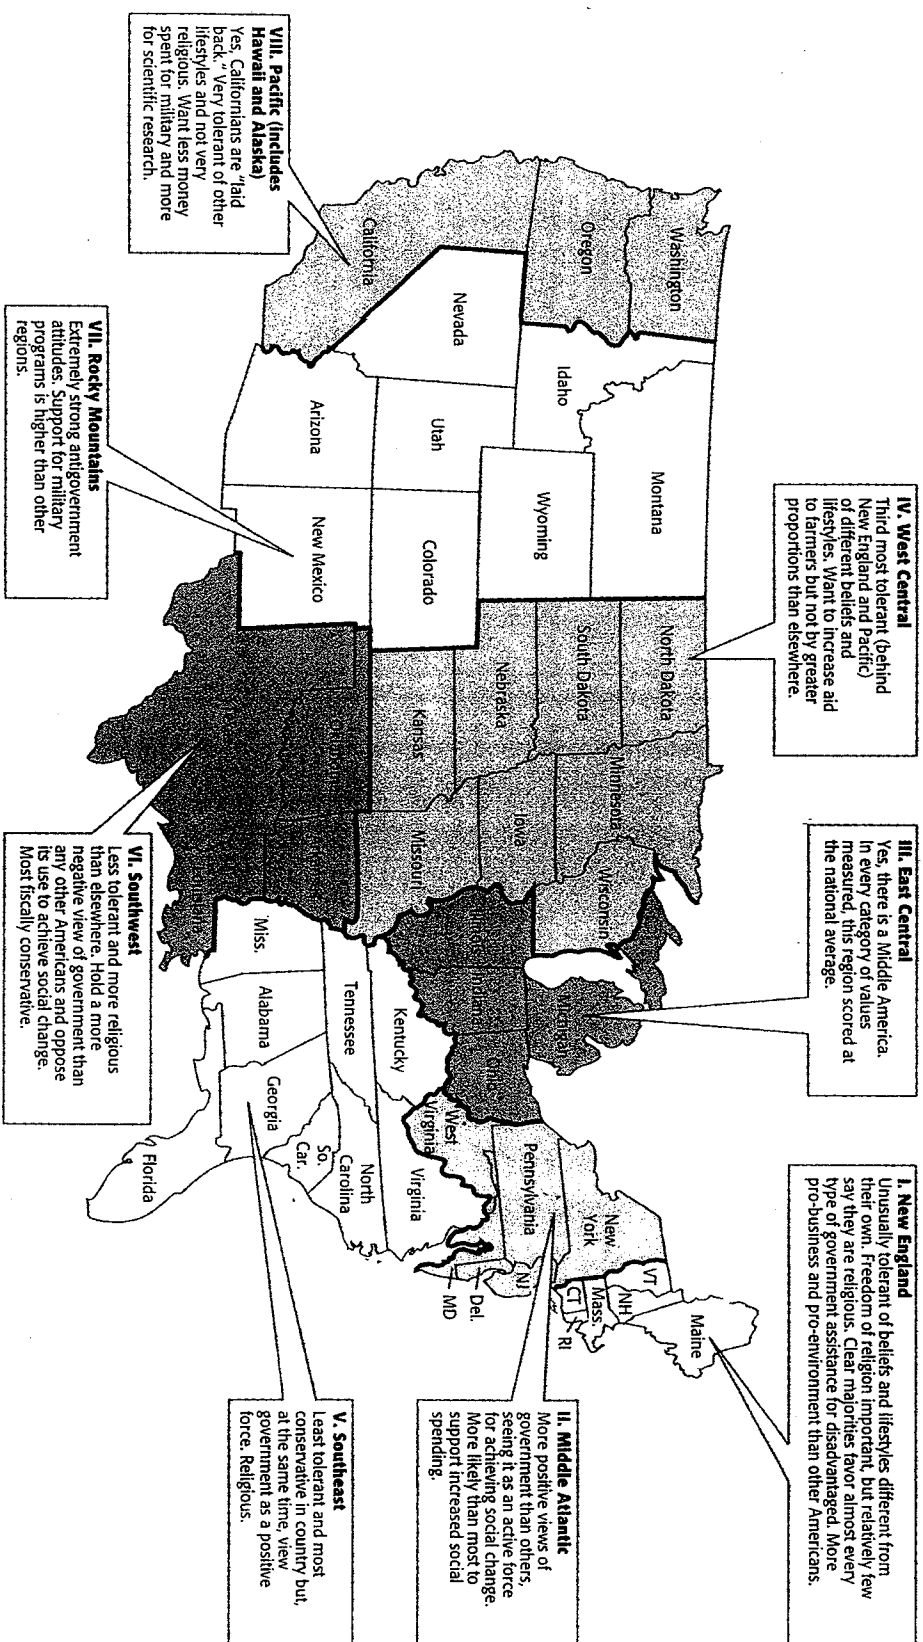 I. New England
Unusually tolerant of beliefs and lifestyles different from
their own. Freedom of religion important, but relatively few
say they are religious. Clear majorities favor almost every
type of government assistance for disadvantaged. More
pro-business and pro-environment than other Americans.
II. Middle Atlantic
More positive views of
government than others,
seeing it as an active force
for achieving social change.
More likely than most to
support increased social
spending.
III. East Central
Yes, there is a Middle America.
In every category of values
measured, this region scored at
the national average.
IV. West Central
Third most tolerant (behind
New England and Pacific)
of different beliefs and
lifestyles. Want to increase aid
to farmers but not by greater
proportions than elsewhere.
V. Southeast
Least tolerant and most
conservative in country but,
at the same time, view
government as a positive
force. Religious.
VI. Southwest
Less tolerant and more religious
than elsewhere. Hold a more
negative view of government than
any other Americans and oppose
its use to achieve social change.
Most fiscally conservative.
VII. Rocky Mountains
Extremely strong antigovernment
attitudes. Support for military
programs is higher than other
regions.
VIII. Pacific (includes
Hawaii and Alaska)
Yes, Californians are "laid
back." Very tolerant of other
lifestyles and not very
religious. Want less money
spent for military and more
for scientific research.
Washington
Oregon
California
Nevada
Idaho
Montana
Wyoming
Utah
Arizona
Colorado
New Mexico
North Dakota
South Dakota
Nebraska
Kansas
Minnesota
Iowa
Missouri
Wisconsin
Michigan
Kentucky
Tennessee
Miss.
Alabama
Georgia
Florida
So.
Car.
North
Carolina
Virginia
West
Virginia
Pennsylvania
New
York
NJ
Del.
MD
VT
NH
Mass.
CT
RI
Maine